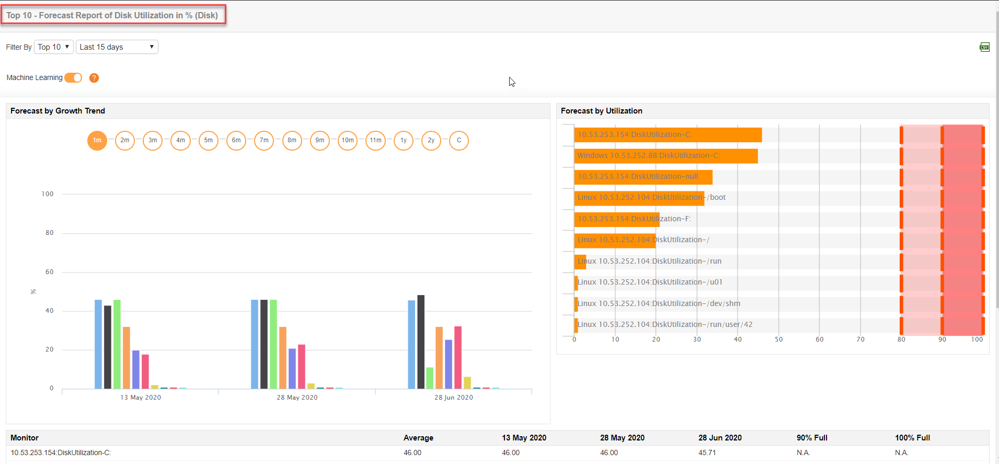 Top 10 - Forecast Report of Disk Utilization in % (Disk)
Filter By Top 10 Last 15 days
CSV
Machine Learning ?
Forecast by Growth Trend
1m 2m 3m 4m 5m 6m 7m 8m 9m 10m 11m 1y 2y C
100
80
60
%
40
20
0
13 May 2020 28 May 2020 28 Jun 2020
Forecast by Utilization
10.53.253.154:DiskUtilization-C:
Windows 10.53.252.88:DiskUtilization-C:
10.53.253.154:DiskUtilization-null
Linux 10.53.252.104:DiskUtilization-/boot
10.53.253.154:DiskUtilization-F:
Linux 10.53.252.104:DiskUtilization-/
Linux 10.53.252.104:DiskUtilization-/run
Linux 10.53.252.104:DiskUtilization-/u01
Linux 10.53.252.104:DiskUtilization-/dev/shm
Linux 10.53.252.104:DiskUtilization-/run/user/42
0 10 20 30 40 50 60 70 80 90 100
Monitor Average 13 May 2020 28 May 2020 28 Jun 2020 90% Full 100% Full
10.53.253.154:DiskUtilization-C: 46.00 46.00 46.00 45.71 N.A. N.A.